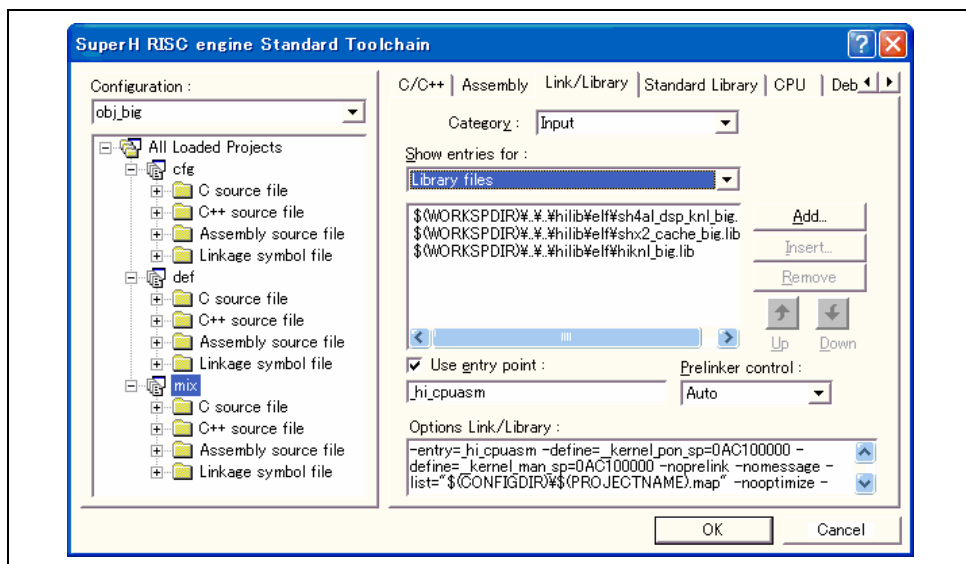 SuperH RISC engine Standard Toolchain
Configuration :
obj_big
All Loaded Projects
cfg
C source file
C++ source file
Assembly source file
Linkage symbol file
def
C source file
C++ source file
Assembly source file
Linkage symbol file
mix
C source file
C++ source file
Assembly source file
Linkage symbol file
C/C++ Assembly Link/Library Standard Library CPU Deb
Category : Input
Show entries for :
Library files
$(WORKSPDIR)¥..¥..¥hilib¥elf¥sh4al_dsp_knl_big.
$(WORKSPDIR)¥..¥..¥hilib¥elf¥shx2_cache_big.lib
$(WORKSPDIR)¥..¥..¥hilib¥elf¥hiknl_big.lib
Add...
Insert...
Remove
Up Down
Use entry point :
_hi_cpuasm
Prelinker control :
Auto
Options Link/Library :
-entry=_hi_cpuasm -define=__kernel_pon_sp=0AC100000 -
define=__kernel_man_sp=0AC100000 -noprelink -nomessage -
list="$(CONFIGDIR)¥$(PROJECTNAME).map" -nooptimize -
OK Cancel